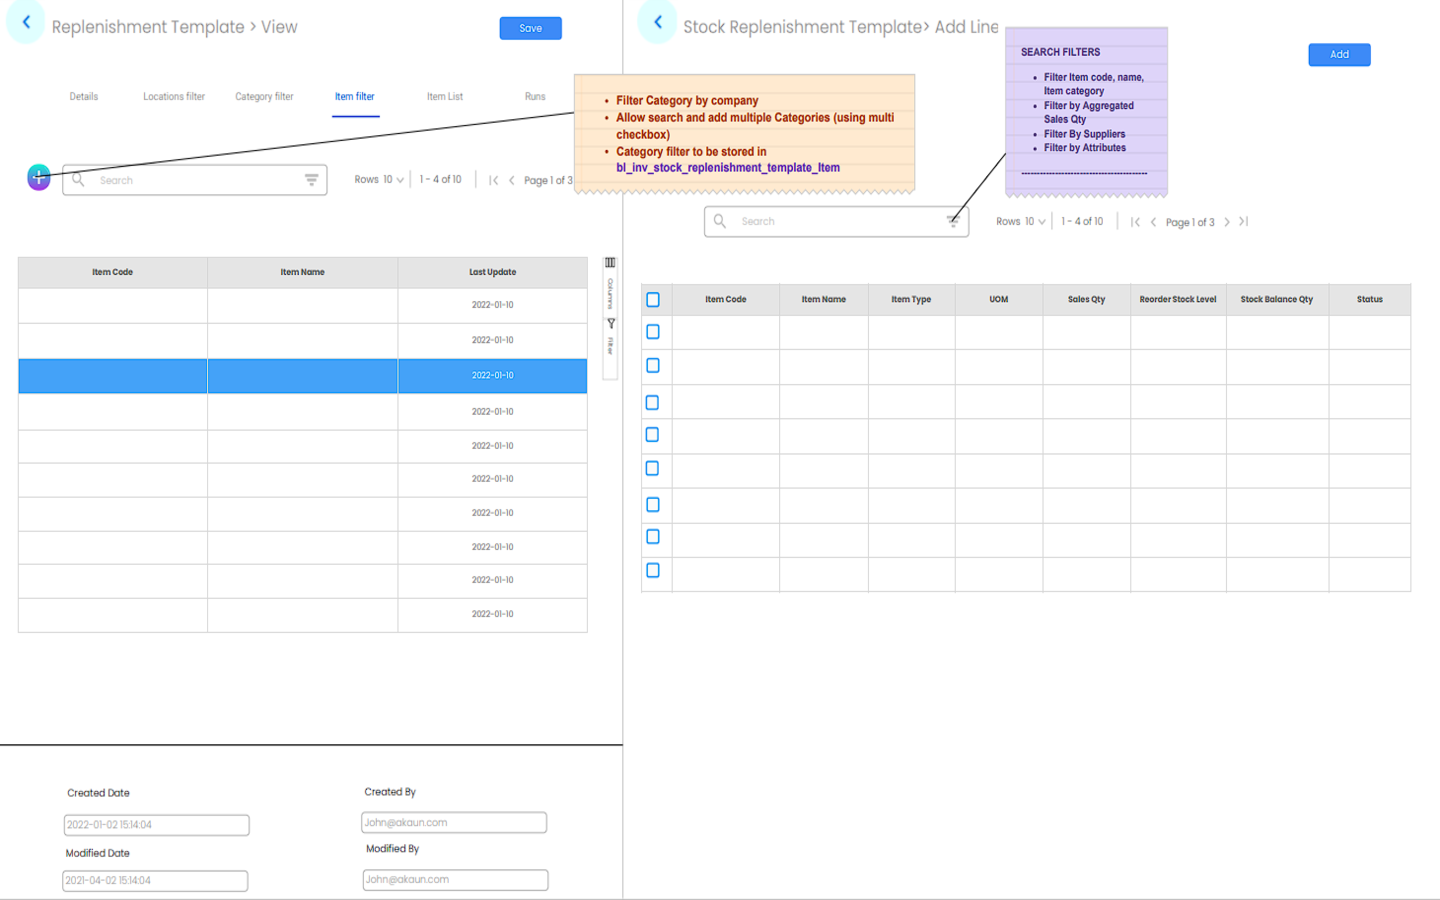 Replenishment Template > View
Save
Details
Locations filter
Category filter
Item filter
Item List
Runs
Search
Rows 10
1 - 4 of 10
Page 1 of 3
Item Code
Item Name
Last Update
2022-01-10
2022-01-10
2022-01-10
2022-01-10
2022-01-10
2022-01-10
2022-01-10
2022-01-10
2022-01-10
2022-01-10
Columns
Filter
Created Date
2022-01-02 15:14:04
Created By
John@akaun.com
Modified Date
2021-04-02 15:14:04
Modified By
John@akaun.com
• Filter Category by company
• Allow search and add multiple Categories (using multi
checkbox)
• Category filter to be stored in
bl_inv_stock_replenishment_template_Item
Stock Replenishment Template> Add Line
Add
SEARCH FILTERS
• Filter Item code, name,
Item category
• Filter by Aggregated
Sales Qty
• Filter By Suppliers
• Filter by Attributes
Search
Rows 10
1 - 4 of 10
Page 1 of 3
Item Code
Item Name
Item Type
UOM
Sales Qty
Reorder Stock Level
Stock Balance Qty
Status